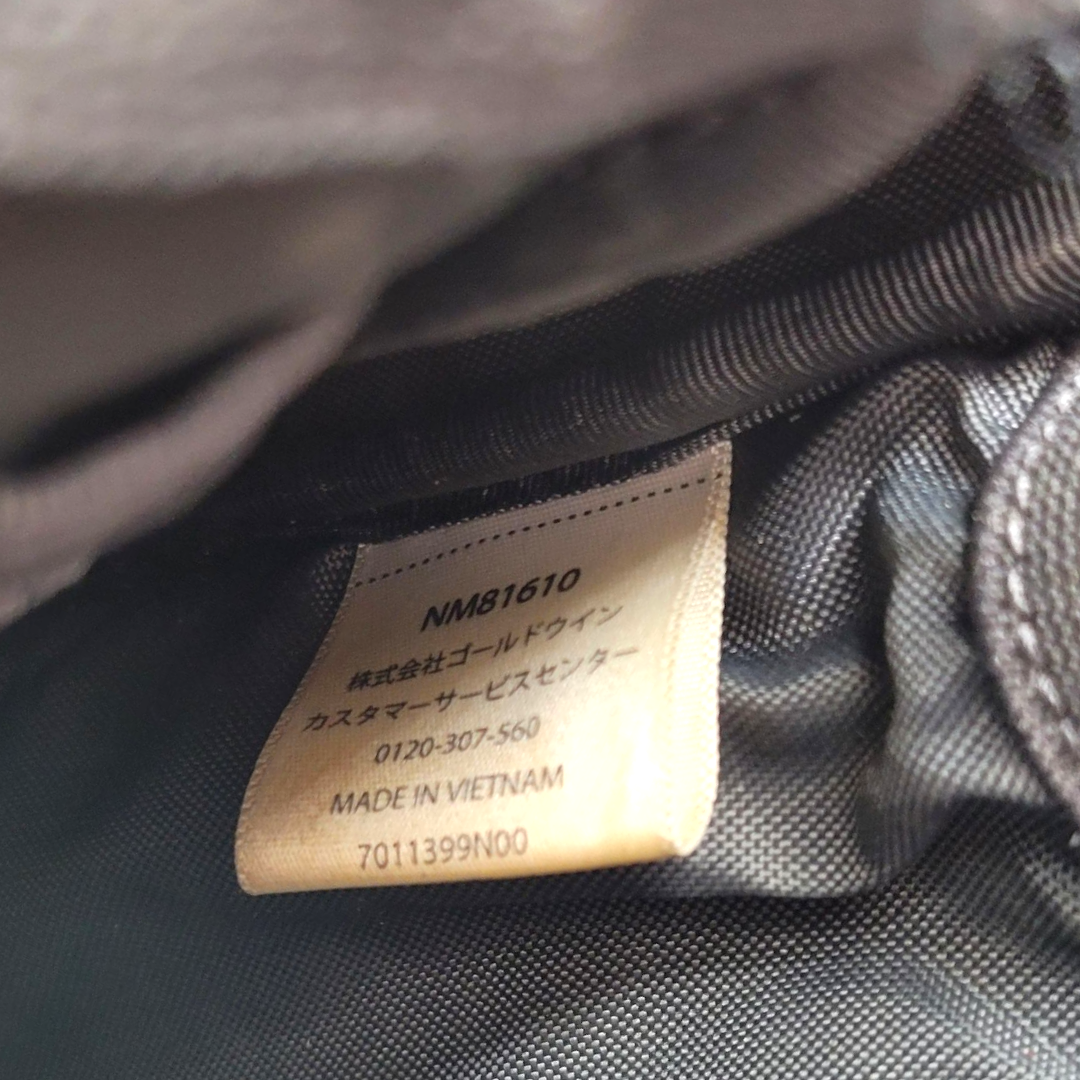 NM81610
株式会社ゴールドウイン
カスタマーサービスセンター
0120-307-560
MADE IN VIETNAM
7011399N00